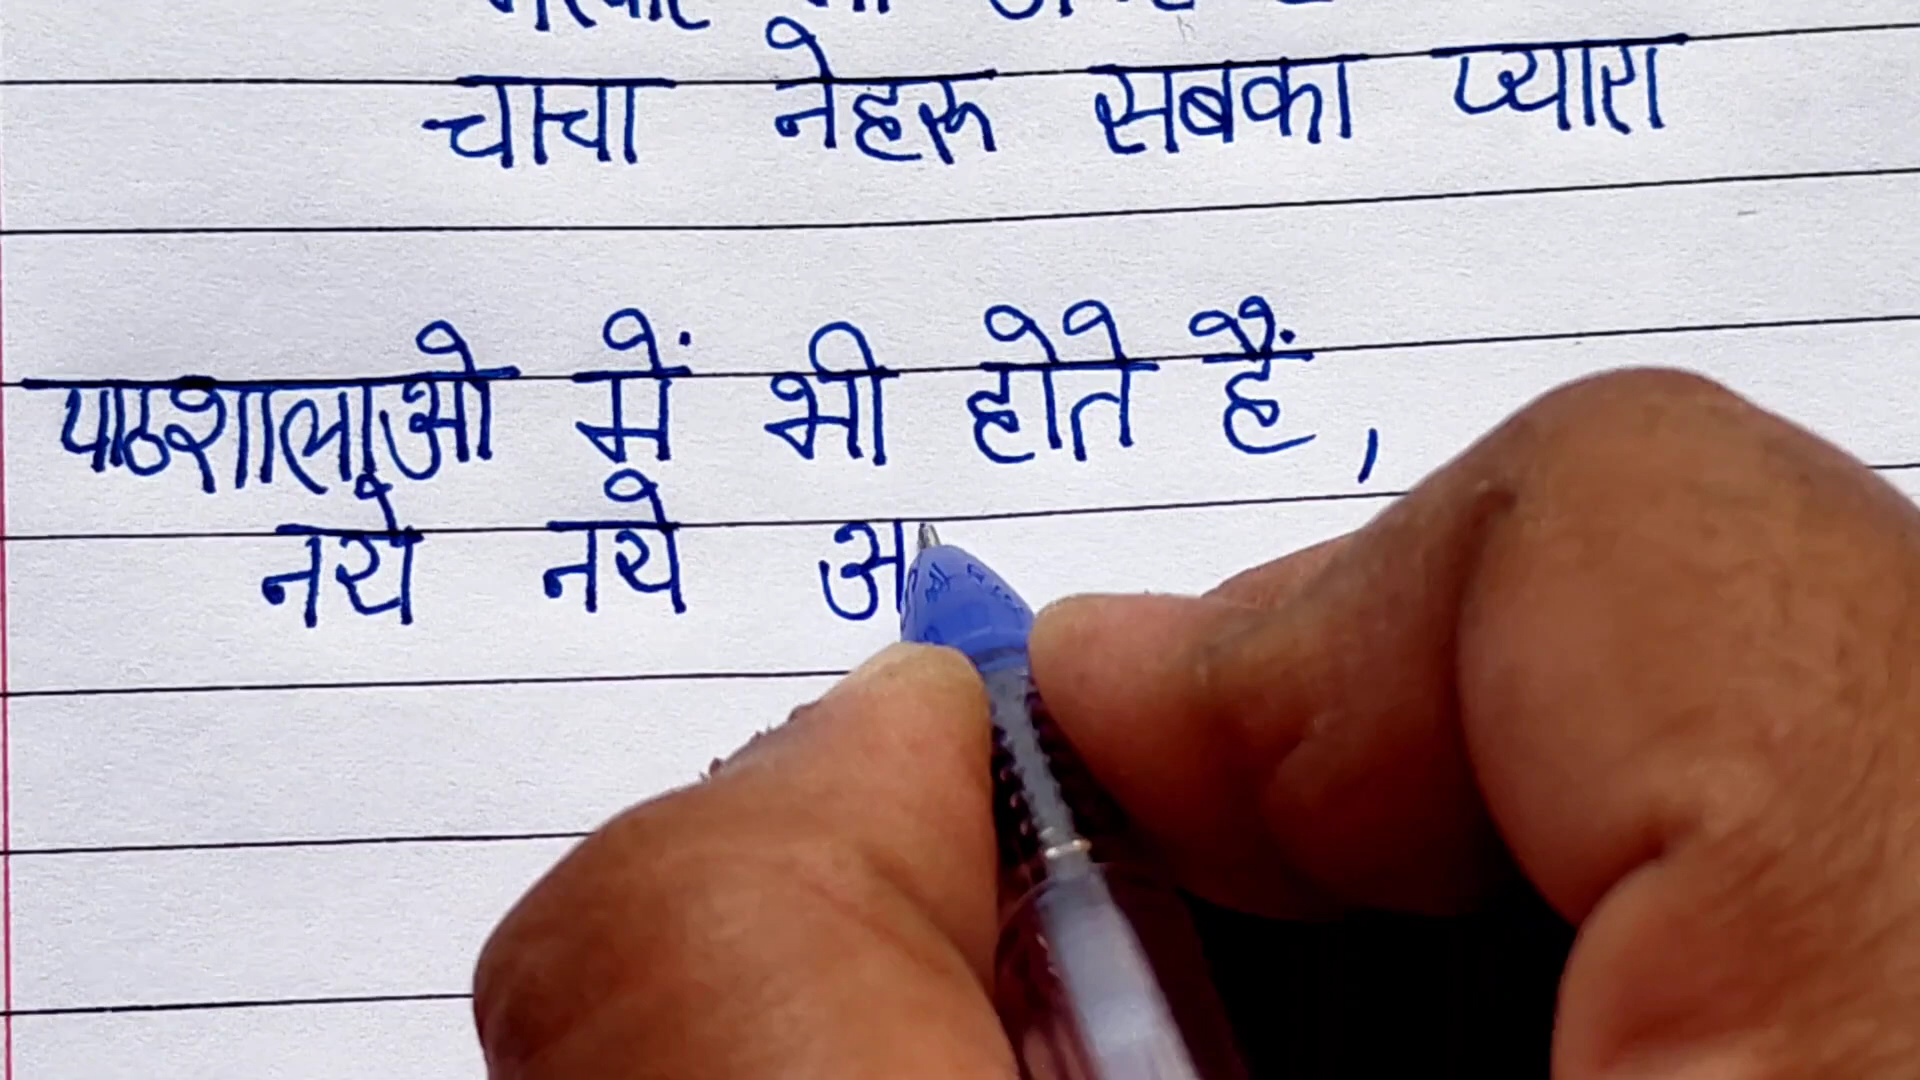 चाचा नेहरू सबका प्यारा
पाठशालाओ में भी होते हैं,
नये नये अ